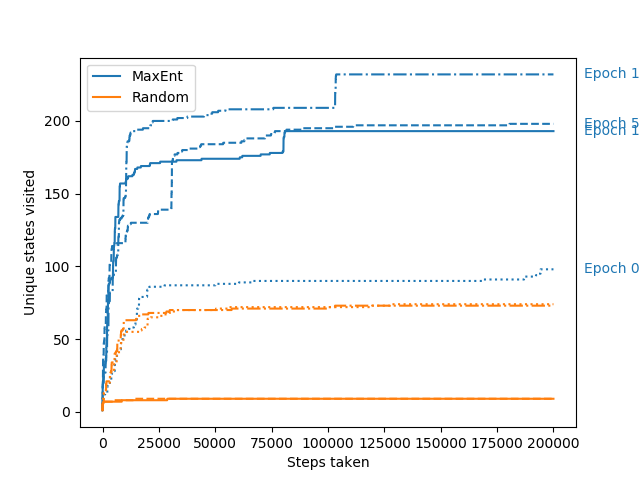 MaxEnt
Random
Epoch 1
Epoch 5
Epoch 1
Epoch 0
Unique states visited
200
150
100
50
0
0 25000 50000 75000 100000 125000 150000 175000 200000
Steps taken